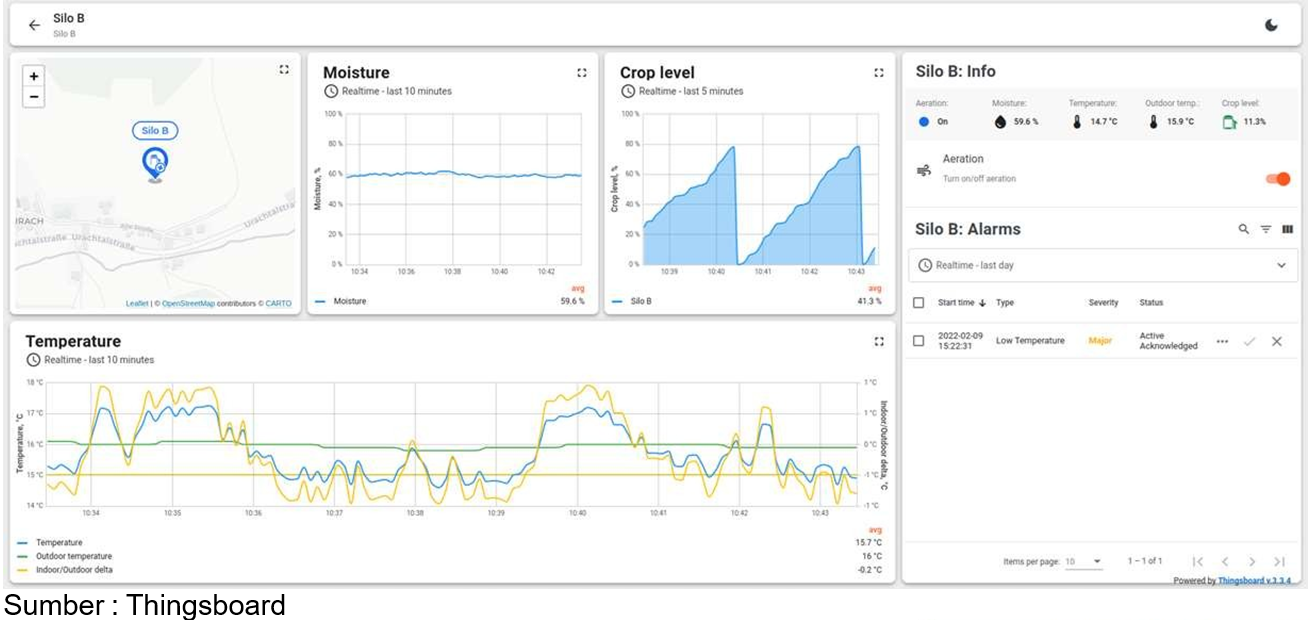 Silo B
Silo B
+
−
Silo B
URACH
Urachtalstraße
Urachtalstraße
Leaflet | © OpenStreetMap contributors © CARTO
Moisture
Realtime - last 10 minutes
100 %
80 %
60 %
40 %
20 %
0 %
Moisture, %
10:34 10:36 10:38 10:40 10:42
avg
Moisture 59.6 %
Crop level
Realtime - last 5 minutes
100 %
80 %
60 %
40 %
20 %
0 %
Crop level, %
10:39 10:40 10:41 10:42 10:43
avg
Silo B 41.3 %
Temperature
Realtime - last 10 minutes
18 °C
17 °C
16 °C
15 °C
14 °C
Temperature, °C
1 °C
1 °C
0 °C
-1 °C
-1 °C
Indoor/Outdoor delta, °C
10:34 10:35 10:36 10:37 10:38 10:39 10:40 10:41 10:42 10:43
avg
Temperature 15.7 °C
Outdoor temperature 16 °C
Indoor/Outdoor delta -0.2 °C
Silo B: Info
Aeration: Moisture: Temperature: Outdoor temp.: Crop level:
On 59.6 % 14.7 °C 15.9 °C 11.3%
Aeration
Turn on/off aeration
Silo B: Alarms
Realtime - last day
Start time Type Severity Status
2022-02-09 15:22:31 Low Temperature Major Active Acknowledged
Items per page: 10 1 – 1 of 1
Powered by Thingsboard v.3.3.4
Sumber : Thingsboard